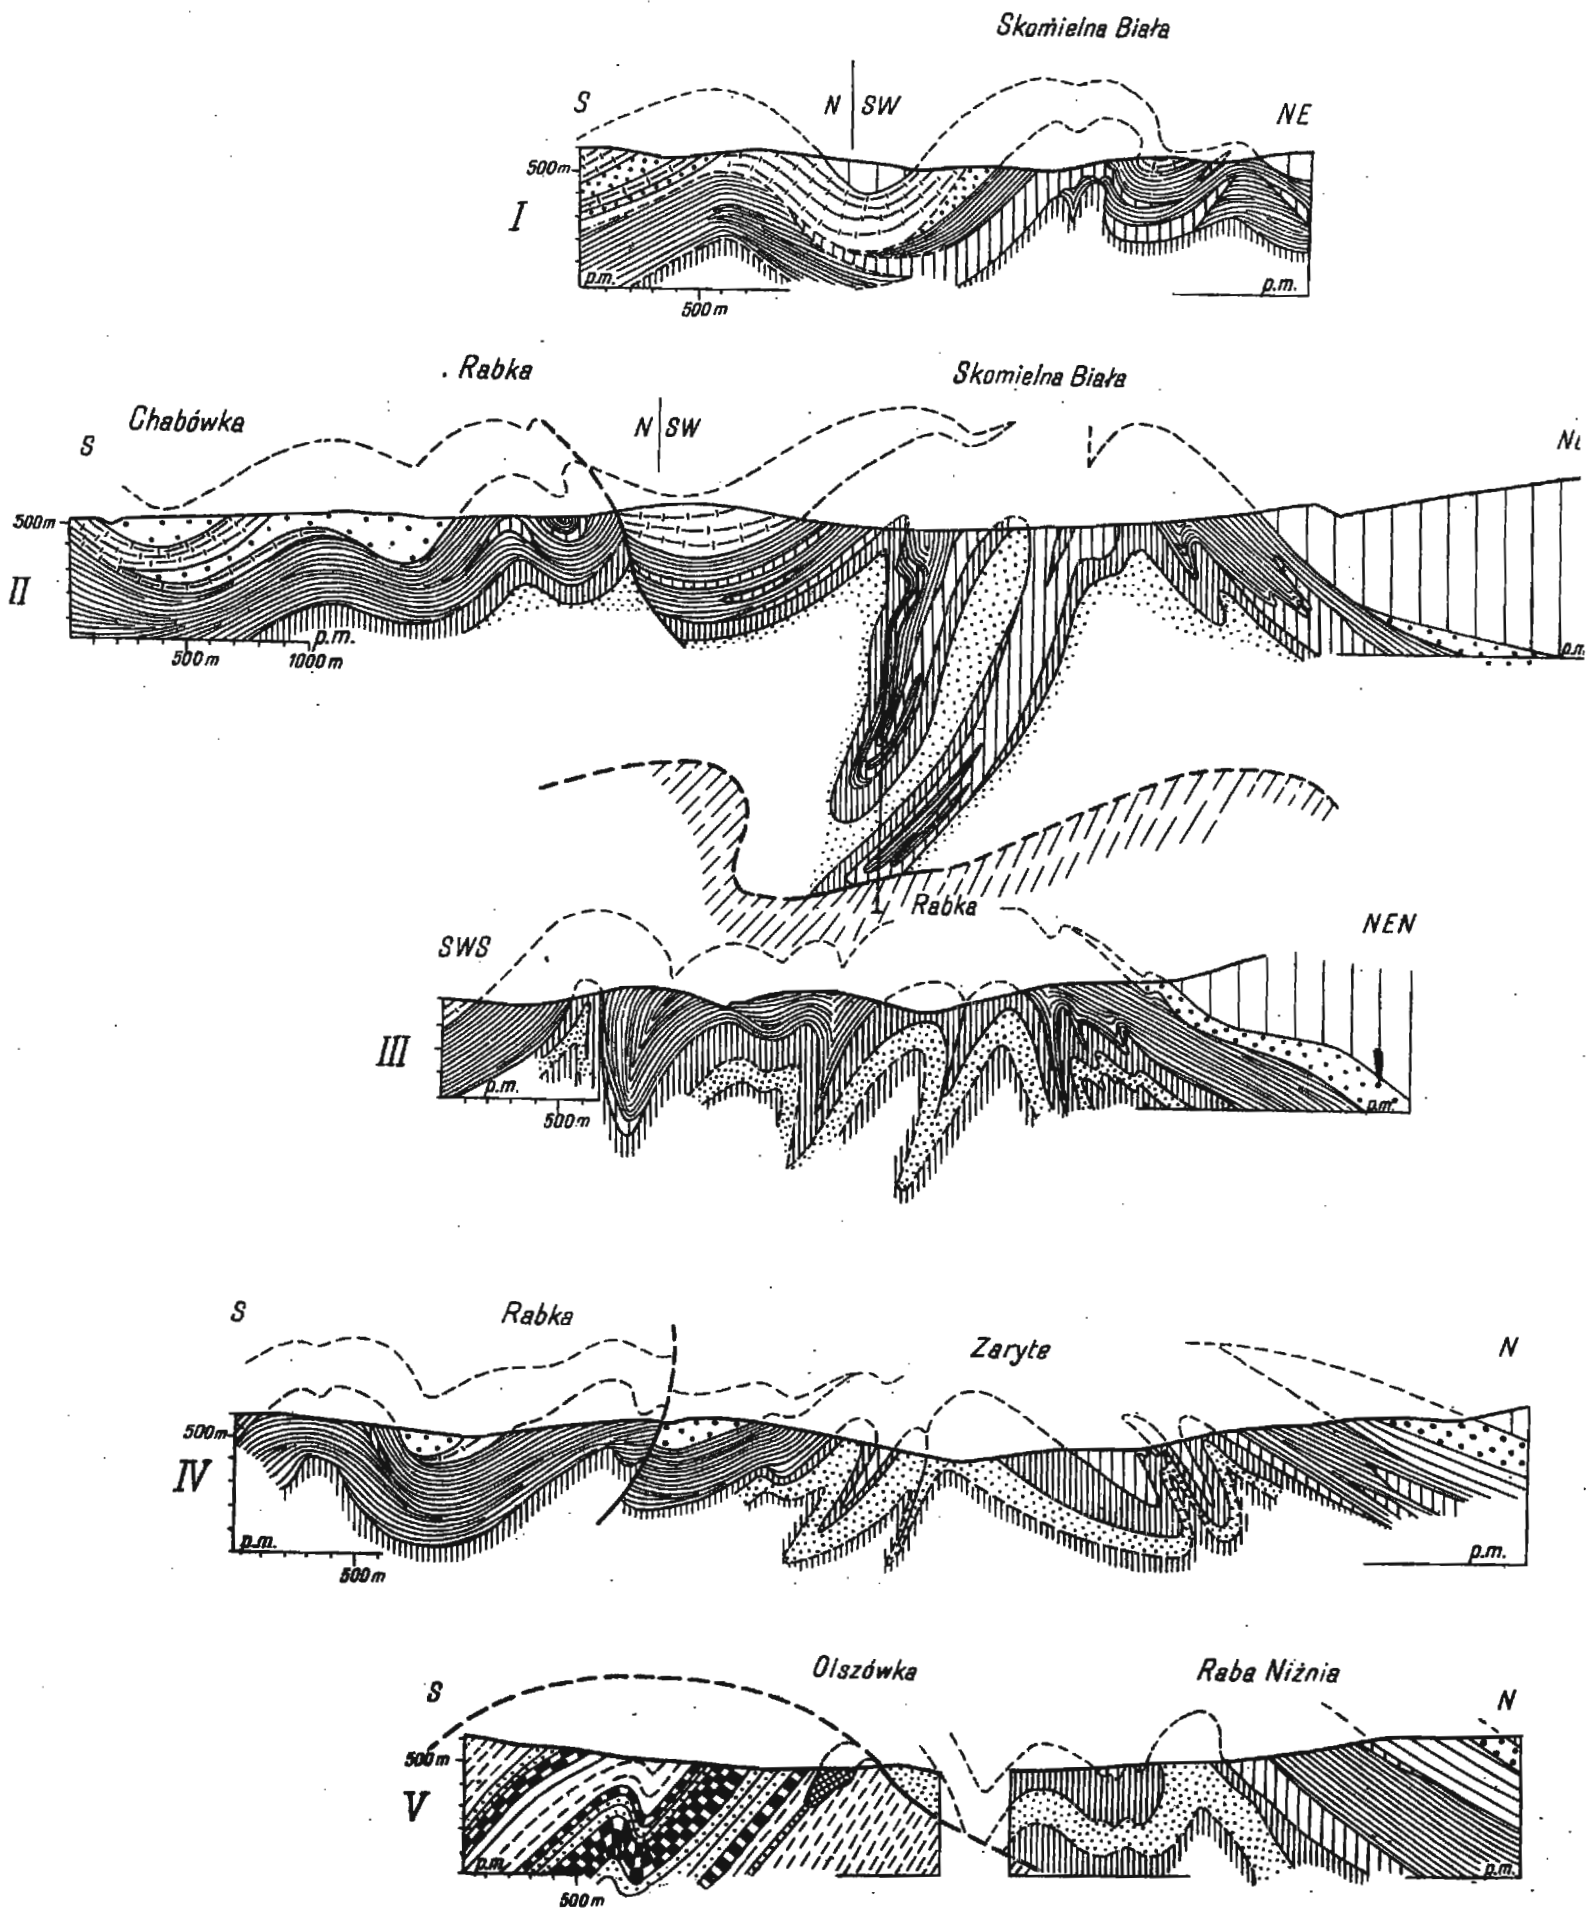 Skomielna Biała
S
N
SW
NE
500m
I
p.m.
p.m.
500m
Rabka
Skomielna Biała
Chabówka
S
N
SW
500m
II
p.m.
p.m.
500m
1000m
Rabka
SWS
NEN
III
p.m.
p.m.
500m
S
Rabka
Zaryte
N
500m
IV
p.m.
p.m.
500m
Olszówka
Raba Niżnia
S
N
500m
V
p.m.
p.m.
500m